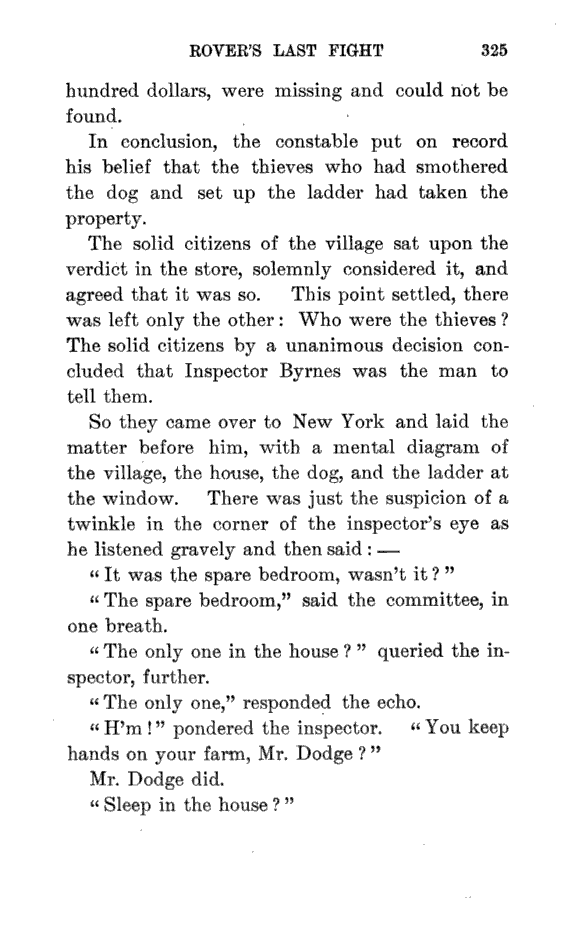 ROVER'S LAST FIGHT 325
hundred dollars, were missing and could not be
found.
In conclusion, the constable put on record
his belief that the thieves who had smothered
the dog and set up the ladder had taken the
property.
The solid citizens of the village sat upon the
verdict in the store, solemnly considered it, and
agreed that it was so. This point settled, there
was left only the other: Who were the thieves?
The solid citizens by a unanimous decision con-
cluded that Inspector Byrnes was the man to
tell them.
So they came over to New York and laid the
matter before him, with a mental diagram of
the village, the house, the dog, and the ladder at
the window. There was just the suspicion of a
twinkle in the corner of the inspector's eye as
he listened gravely and then said: —
"It was the spare bedroom, wasn't it?"
"The spare bedroom," said the committee, in
one breath.
"The only one in the house?" queried the in-
spector, further.
"The only one," responded the echo.
"H'm!" pondered the inspector. "You keep
hands on your farm, Mr. Dodge?"
Mr. Dodge did.
"Sleep in the house?"